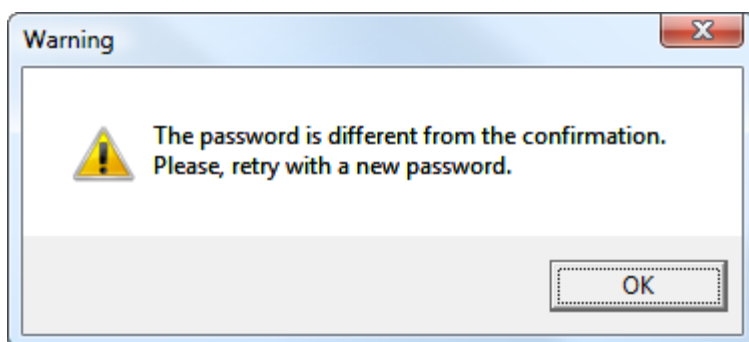 Warning
The password is different from the confirmation.
Please, retry with a new password.
OK